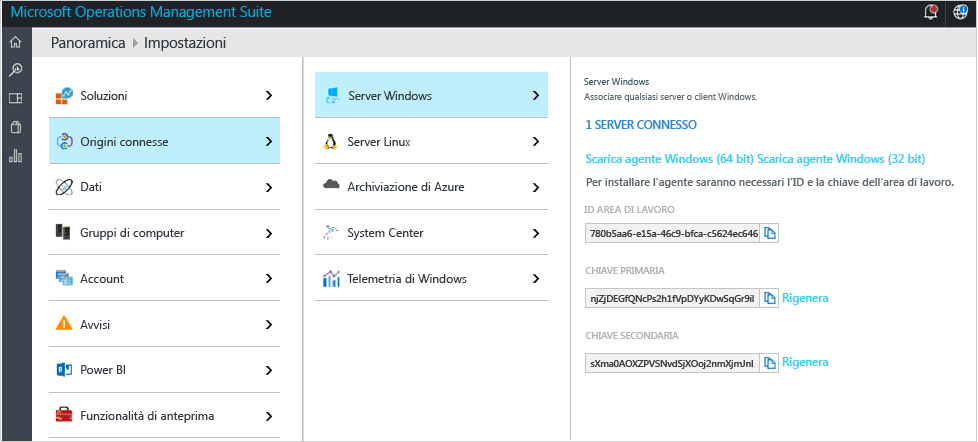 Microsoft Operations Management Suite
Panoramica
Impostazioni
Soluzioni
Origini connesse
Dati
Gruppi di computer
Account
Avvisi
Power BI
Funzionalità di anteprima
Server Windows
Server Linux
Archiviazione di Azure
System Center
Telemetria di Windows
Server Windows
Associare qualsiasi server o client Windows.
1 SERVER CONNESSO
Scarica agente Windows (64 bit) Scarica agente Windows (32 bit)
Per installare l'agente saranno necessari l'ID e la chiave dell'area di lavoro.
ID AREA DI LAVORO
780b5aa6-e15a-46c9-bfca-c5624ec646
CHIAVE PRIMARIA
njZjDEGfQNcPs2h1fVpDYyKDwSqGr9il
Rigenera
CHIAVE SECONDARIA
sXma0AOXZPVSNvdSjXOoj2nmXjmJnl
Rigenera